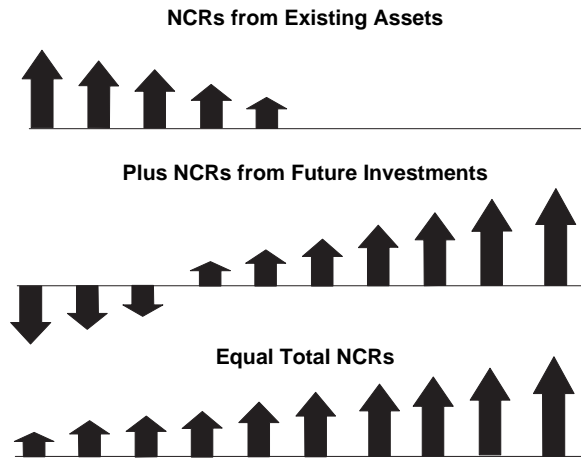 NCRs from Existing Assets
Plus NCRs from Future Investments
Equal Total NCRs